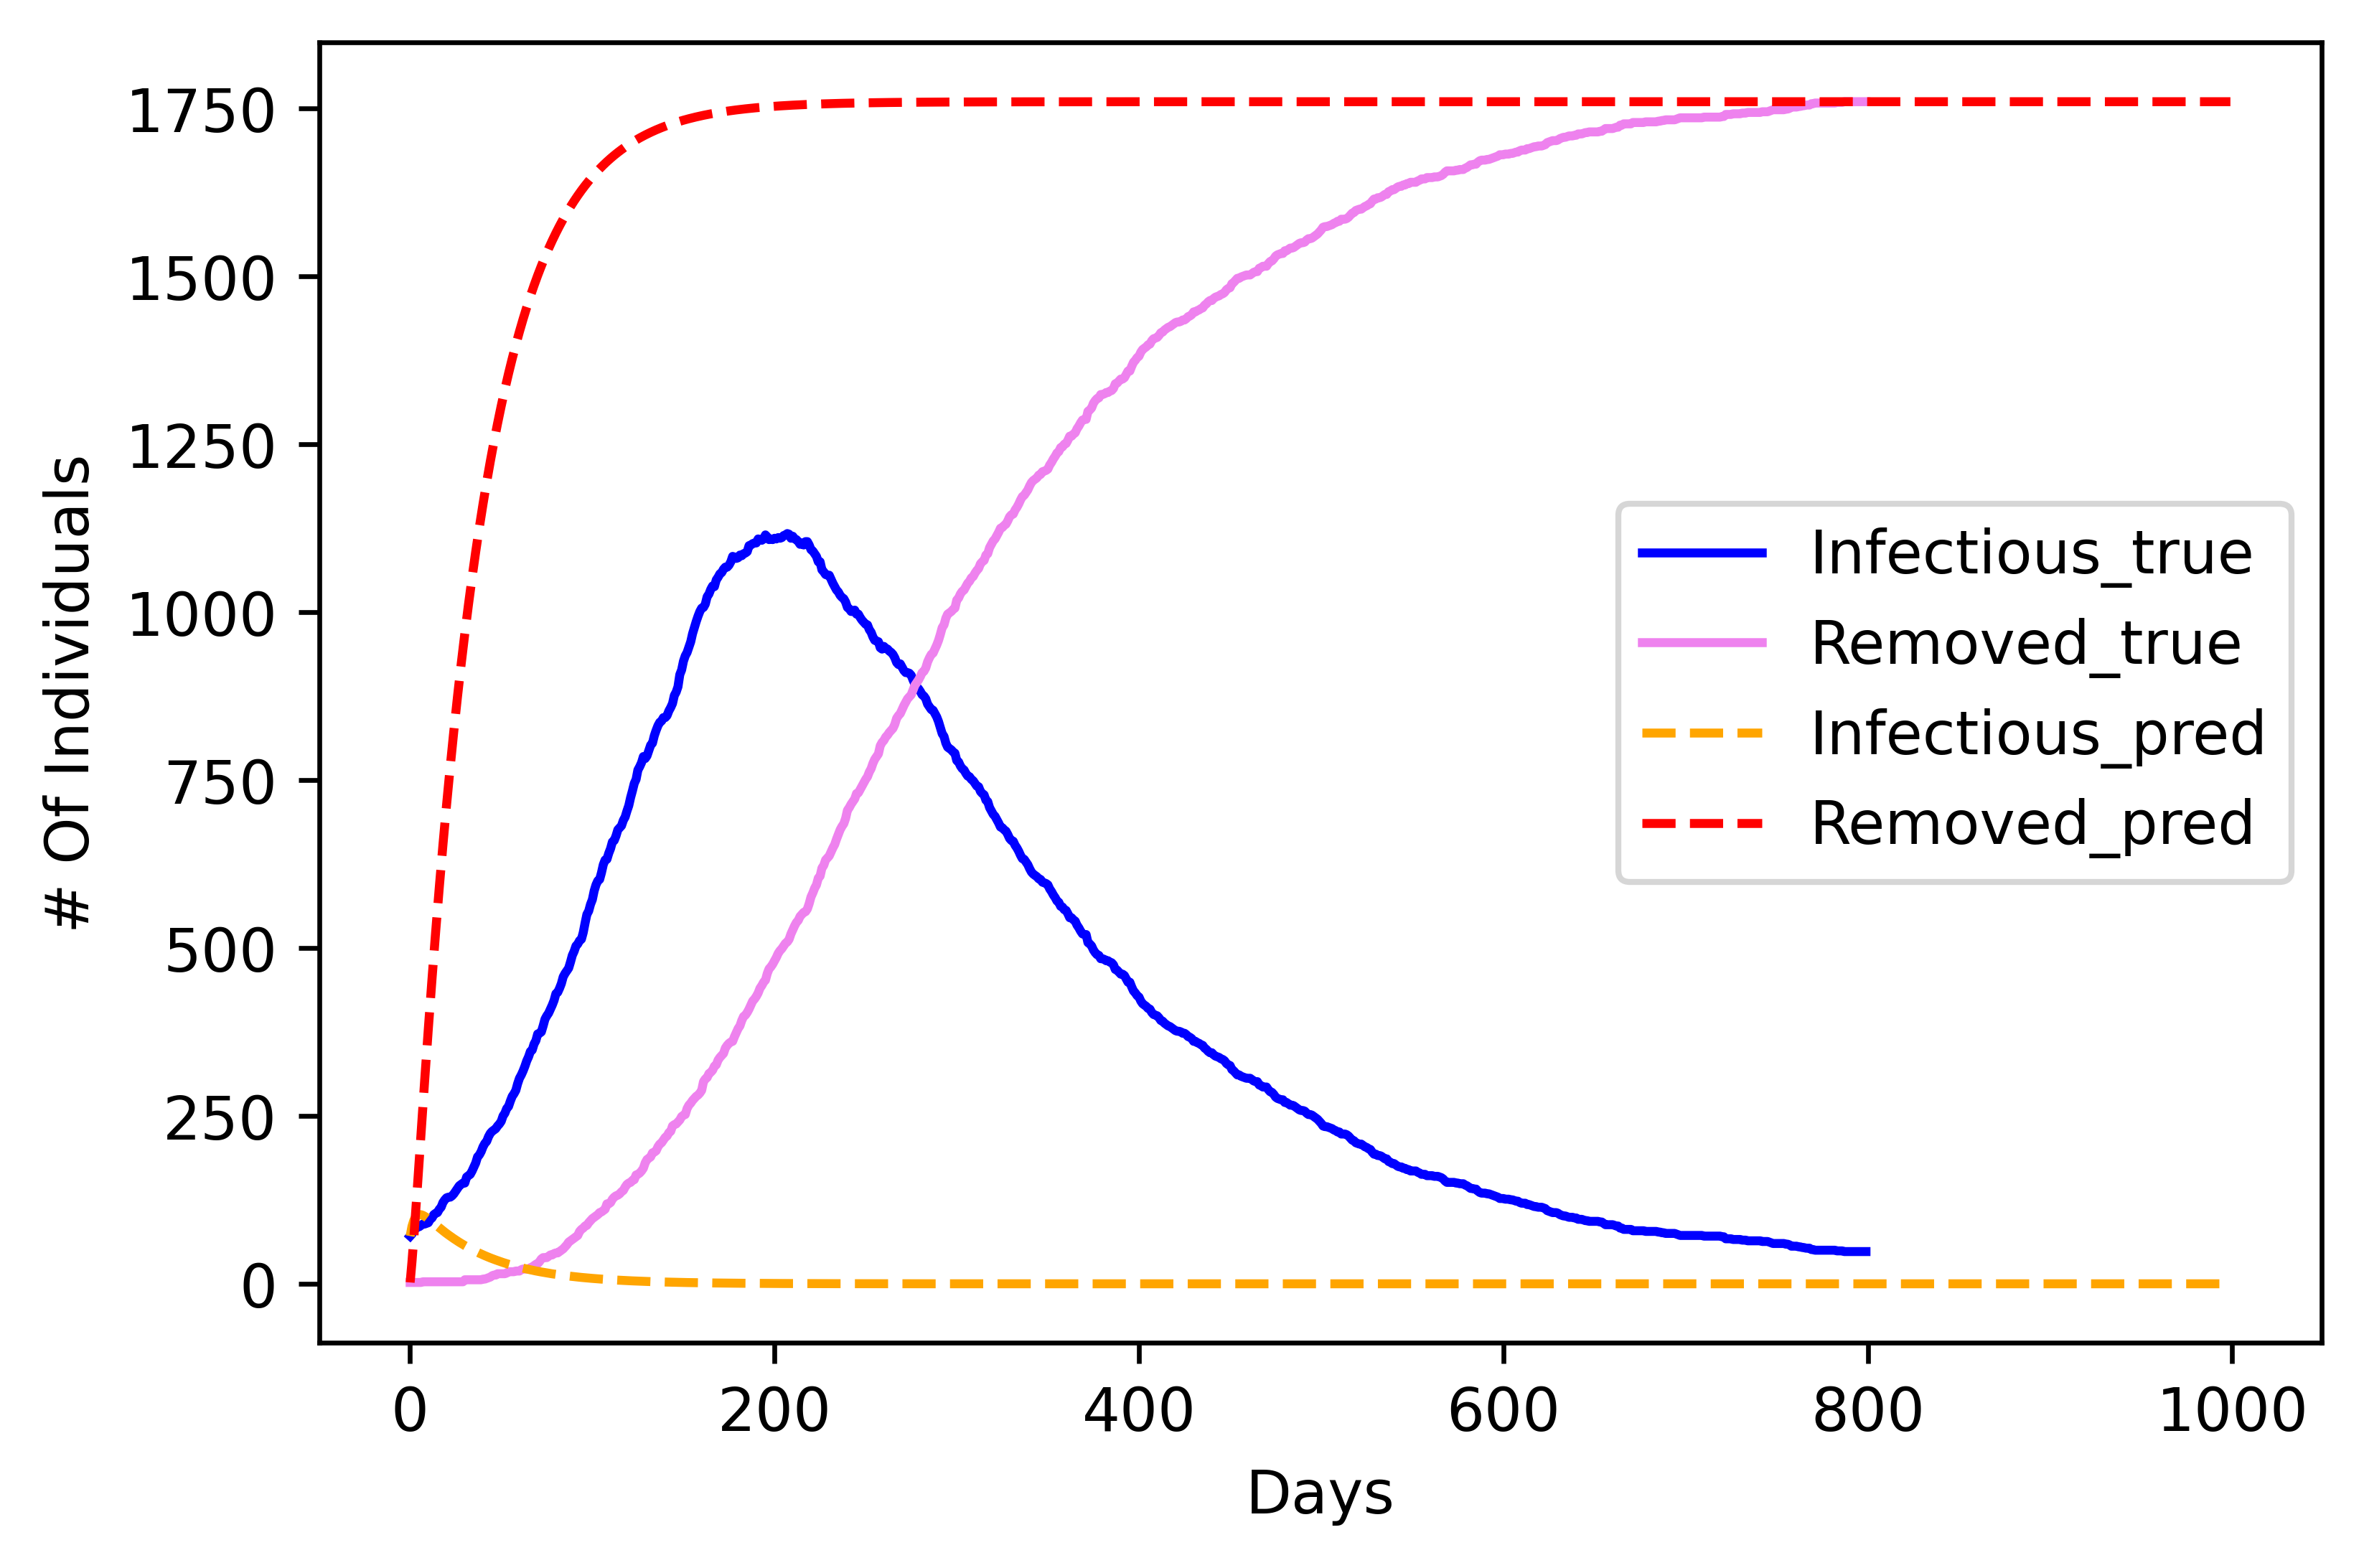 1750
1500
1250
1000
750
500
250
0
# Of Individuals
Infectious_true
Removed_true
Infectious_pred
Removed_pred
0 200 400 600 800 1000
Days